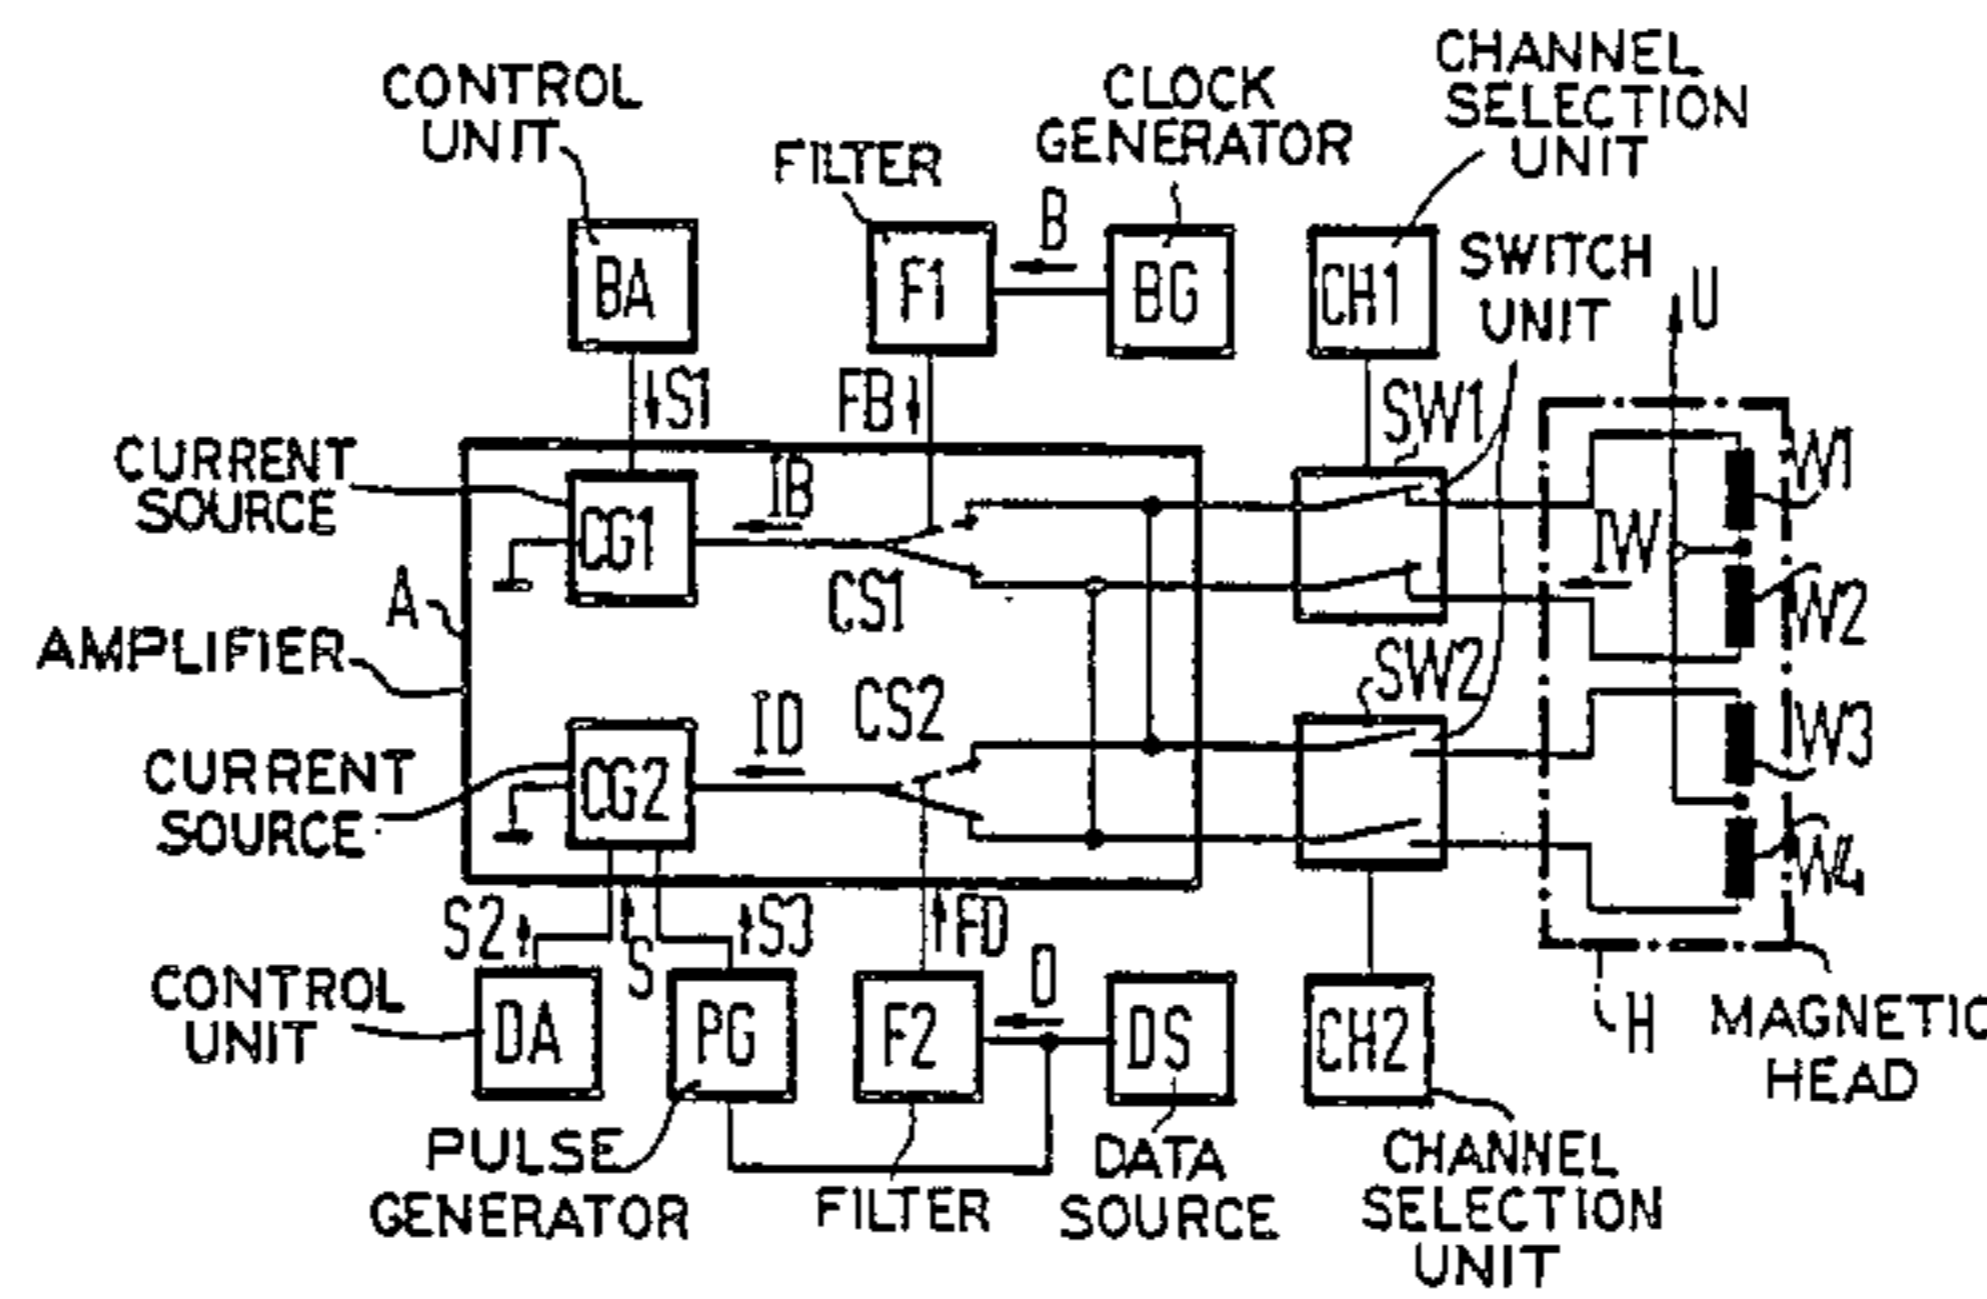 CONTROL
UNIT
FILTER
CLOCK
GENERATOR
CHANNEL
SELECTION
UNIT
SWITCH
UNIT
BA
F1
B
BG
CH1
U
S1
FB
SW1
CURRENT
SOURCE
CG1
IB
CS1
W1
IW
W2
A
AMPLIFIER
CURRENT
SOURCE
CG2
ID
CS2
SW2
W3
W4
S2
S
S3
FD
D
CONTROL
UNIT
DA
PG
F2
DS
CH2
H
MAGNETIC
HEAD
PULSE
GENERATOR
FILTER
DATA
SOURCE
CHANNEL
SELECTION
UNIT